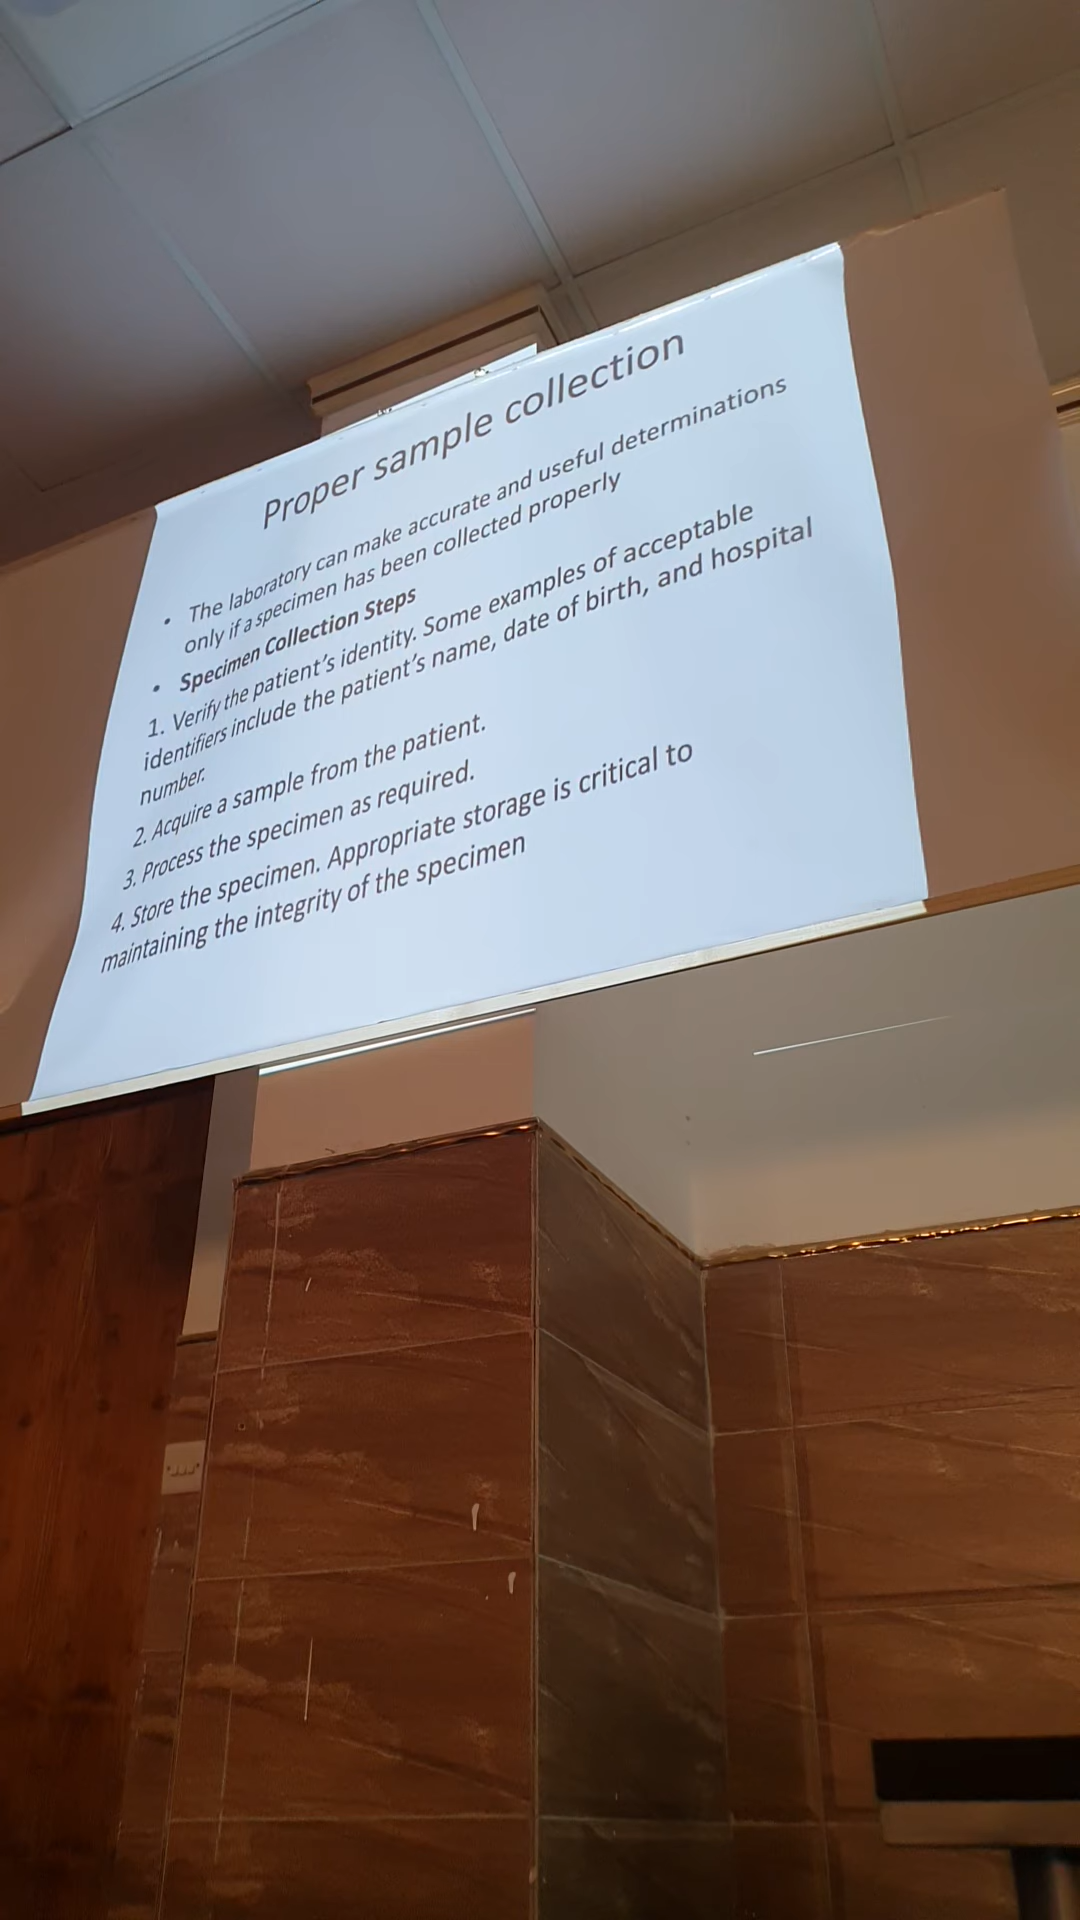 Proper sample collection
• The laboratory can make accurate and useful determinations
only if a specimen has been collected properly
• Specimen Collection Steps
1. Verify the patient's identity. Some examples of acceptable
identifiers include the patient's name, date of birth, and hospital
number.
2. Acquire a sample from the patient.
3. Process the specimen as required.
4. Store the specimen. Appropriate storage is critical to
maintaining the integrity of the specimen